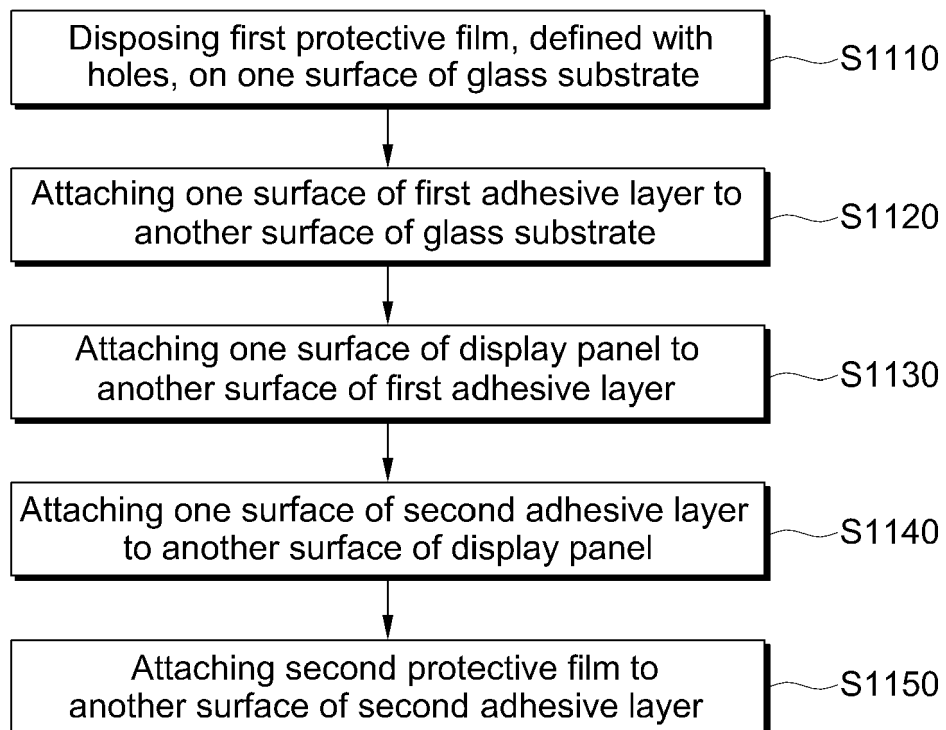 Disposing first protective film, defined with
holes, on one surface of glass substrate
S1110
Attaching one surface of first adhesive layer to
another surface of glass substrate
S1120
Attaching one surface of display panel to
another surface of first adhesive layer
S1130
Attaching one surface of second adhesive layer
to another surface of display panel
S1140
Attaching second protective film to
another surface of second adhesive layer
S1150